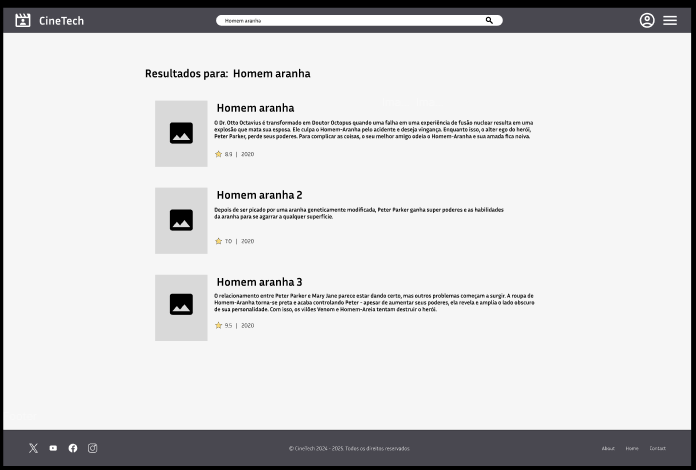 CineTech
Homem aranha
Resultados para: Homem aranha
Homem aranha
O Dr. Otto Octavius é transformado em Doutor Octopus quando uma falha em uma experiência de fusão nuclear resulta em uma
explosão que mata sua esposa. Ele culpa o Homem-Aranha pelo acidente e deseja vingança. Enquanto isso, o alter ego do herói,
Peter Parker, perde seus poderes. Para complicar as coisas, o seu melhor amigo odeia o Homem-Aranha e sua amada fica noiva.
8.9 | 2020
Homem aranha 2
Depois de ser picado por uma aranha geneticamente modificada, Peter Parker ganha super poderes e as habilidades
da aranha para se agarrar a qualquer superfície.
7.0 | 2020
Homem aranha 3
O relacionamento entre Peter Parker e Mary Jane parece estar dando certo, mas outros problemas começam a surgir. A roupa de
Homem-Aranha torna-se preta e acaba controlando Peter - apesar de aumentar seus poderes, ela revela e amplia o lado obscuro
de sua personalidade. Com isso, os vilões Venom e Homem-Areia tentam destruir o herói.
9.5 | 2020
© CineTech 2024 - 2025. Todos os direitos reservados.
About Home Contact